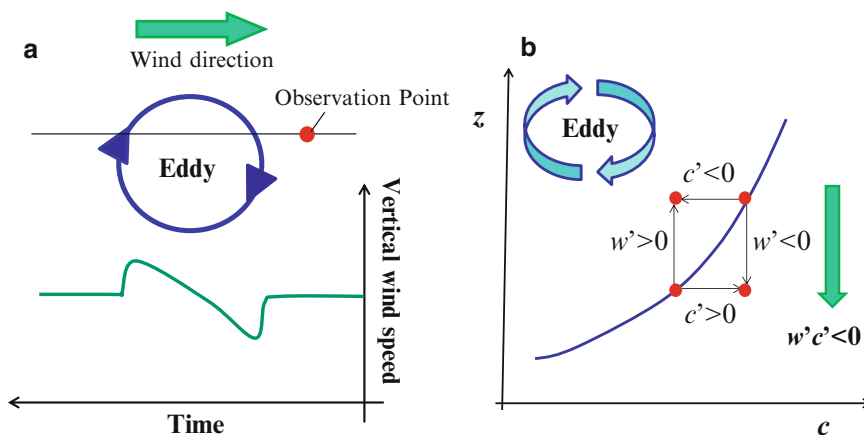 a
Wind direction
Observation Point
Eddy
Vertical wind speed
Time
b
z
Eddy
c'<0
w'>0
w'<0
c'>0
w'c'<0
c